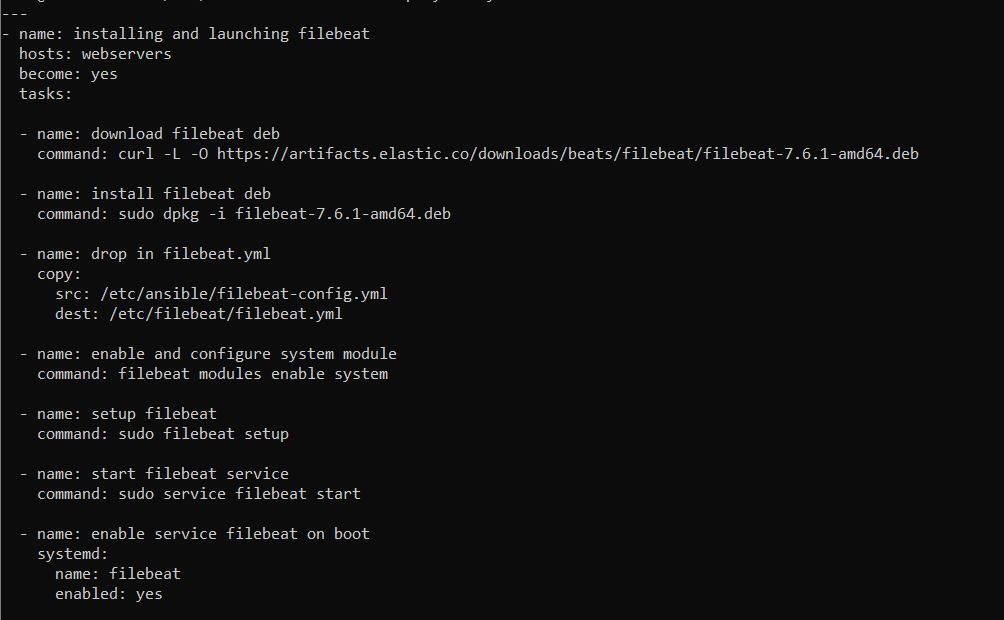 ---
- name: installing and launching filebeat
  hosts: webservers
  become: yes
  tasks:

  - name: download filebeat deb
    command: curl -L -O https://artifacts.elastic.co/downloads/beats/filebeat/filebeat-7.6.1-amd64.deb

  - name: install filebeat deb
    command: sudo dpkg -i filebeat-7.6.1-amd64.deb

  - name: drop in filebeat.yml
    copy:
      src: /etc/ansible/filebeat-config.yml
      dest: /etc/filebeat/filebeat.yml

  - name: enable and configure system module
    command: filebeat modules enable system

  - name: setup filebeat
    command: sudo filebeat setup

  - name: start filebeat service
    command: sudo service filebeat start

  - name: enable service filebeat on boot
    systemd:
      name: filebeat
      enabled: yes